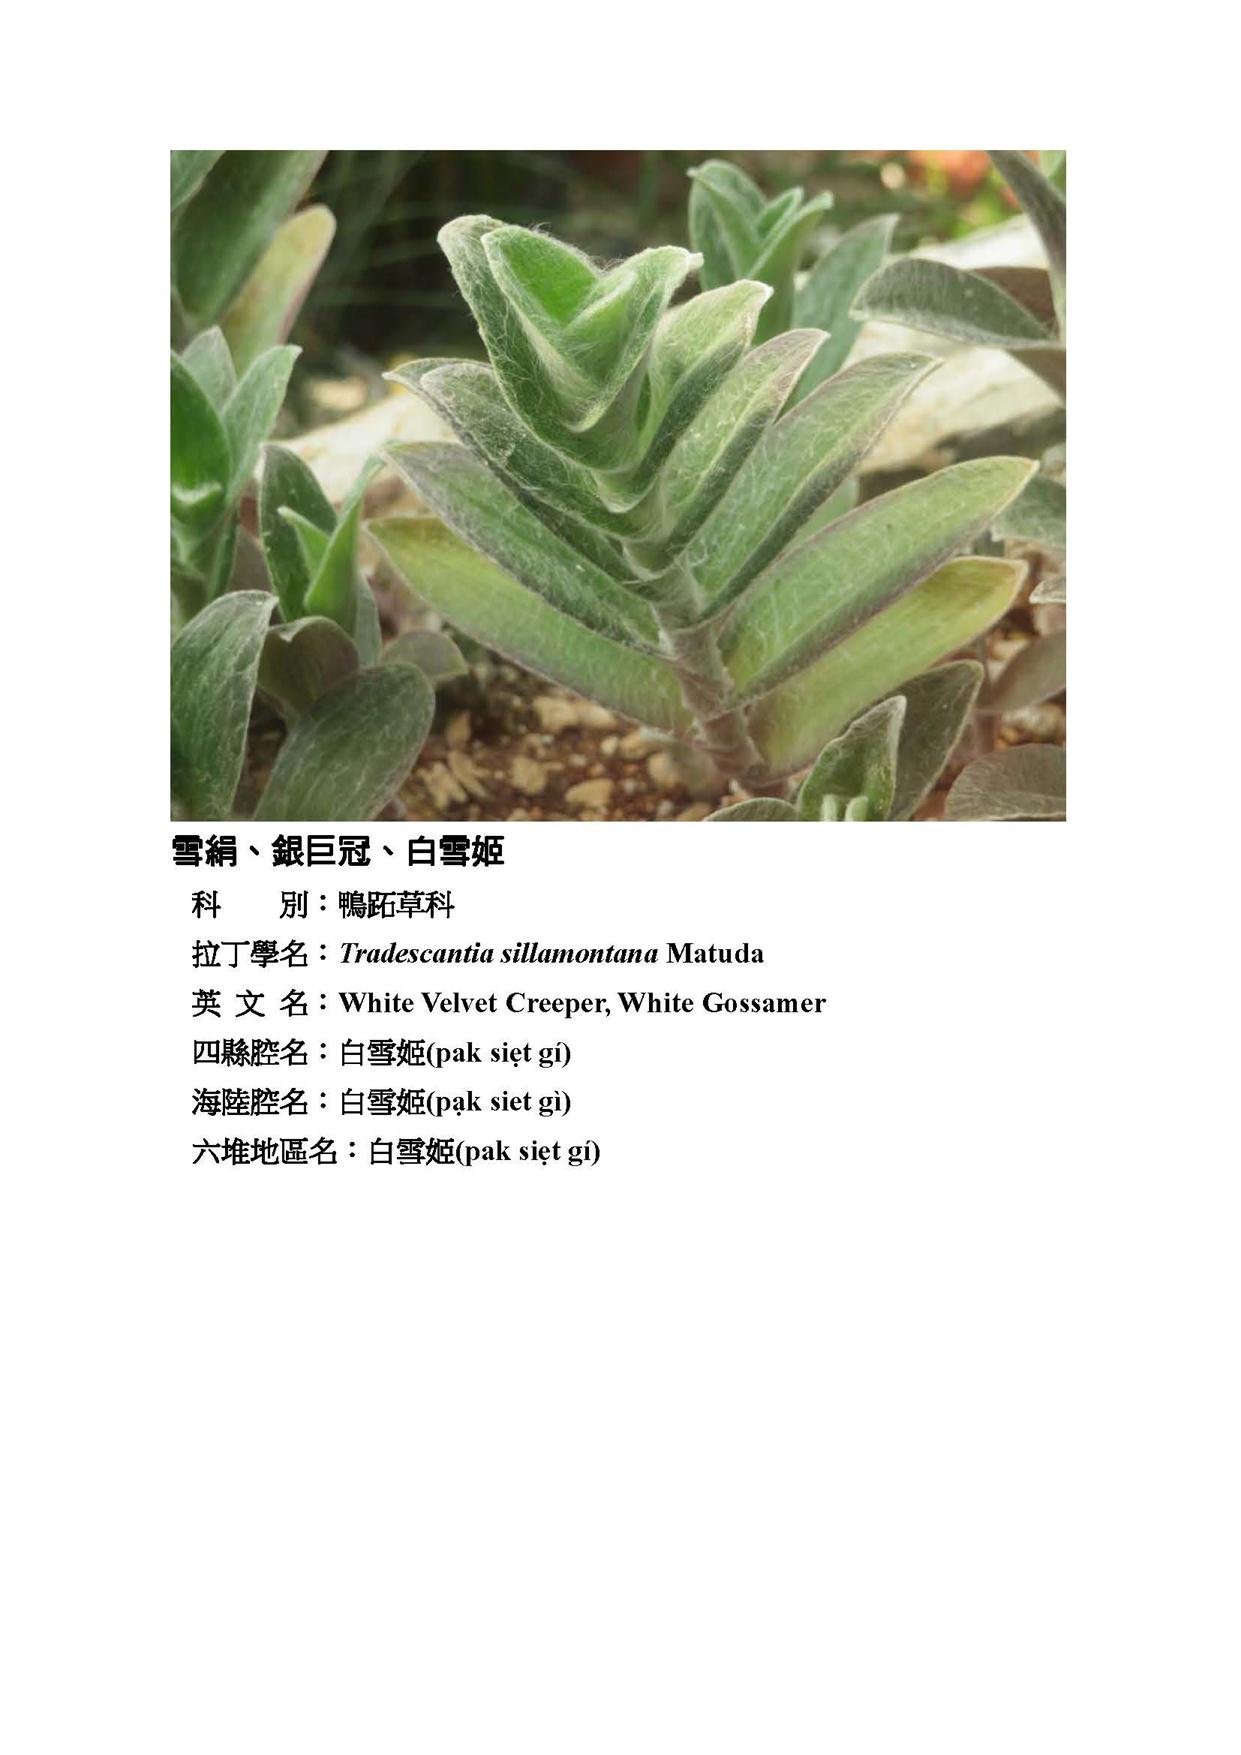 雪絹、銀巨冠、白雪姬
科　　別：鴨跖草科
拉丁學名：Tradescantia sillamontana Matuda
英 文 名：White Velvet Creeper, White Gossamer
四縣腔名：白雪姬(pak siẹt gí)
海陸腔名：白雪姬(pạk siet gì)
六堆地區名：白雪姬(pak siẹt gí)